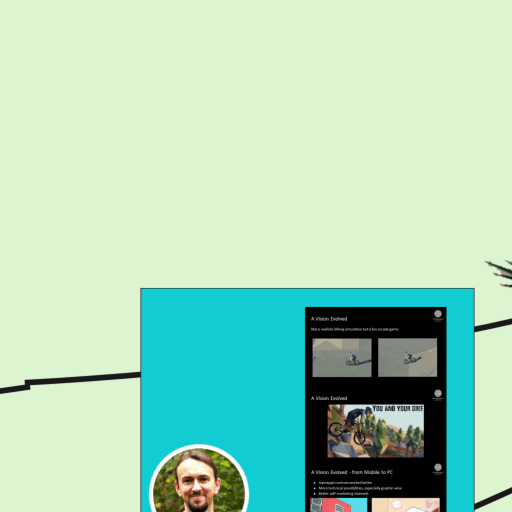 A Vision Evolved
Not a realistic biking simulation but a fun arcade game
A Vision Evolved
YOU AND YOUR BIKE
A Vision Evolved - from Mobile to PC
Gamepad controls worked better
More technical possibilities, especially graphic wise
Better self-marketing channels